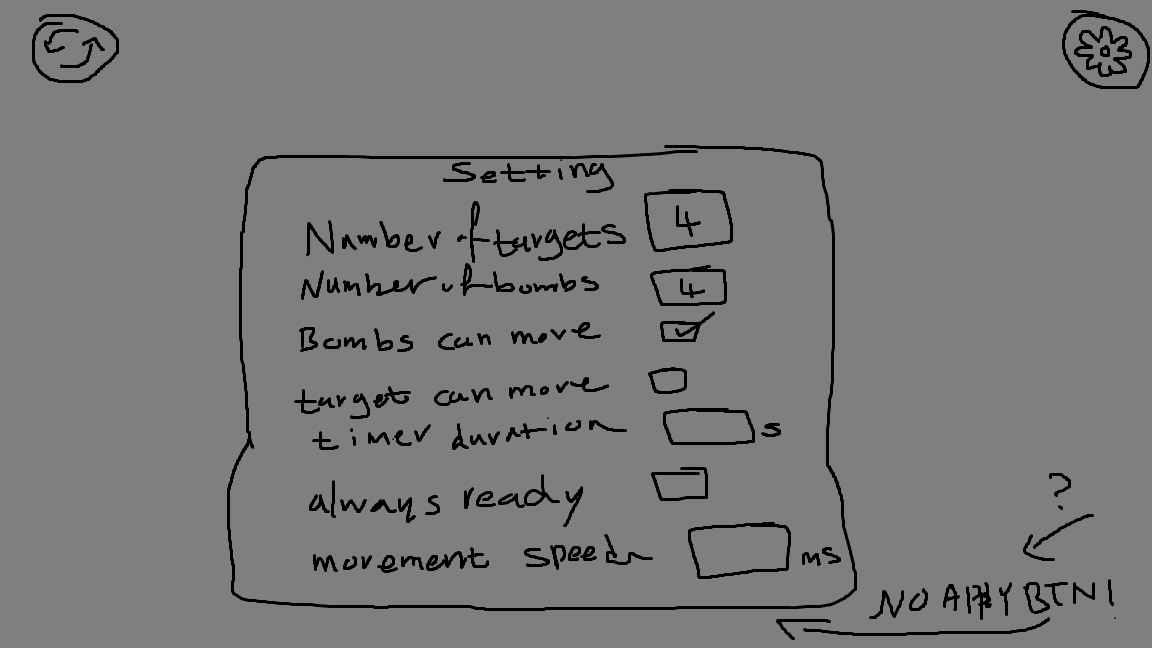 Setting
Number of targets 4
Number of bombs 4
Bombs can move
target can move
timer duration s
always ready
movement speed ms
?
NO APPLY BTN!